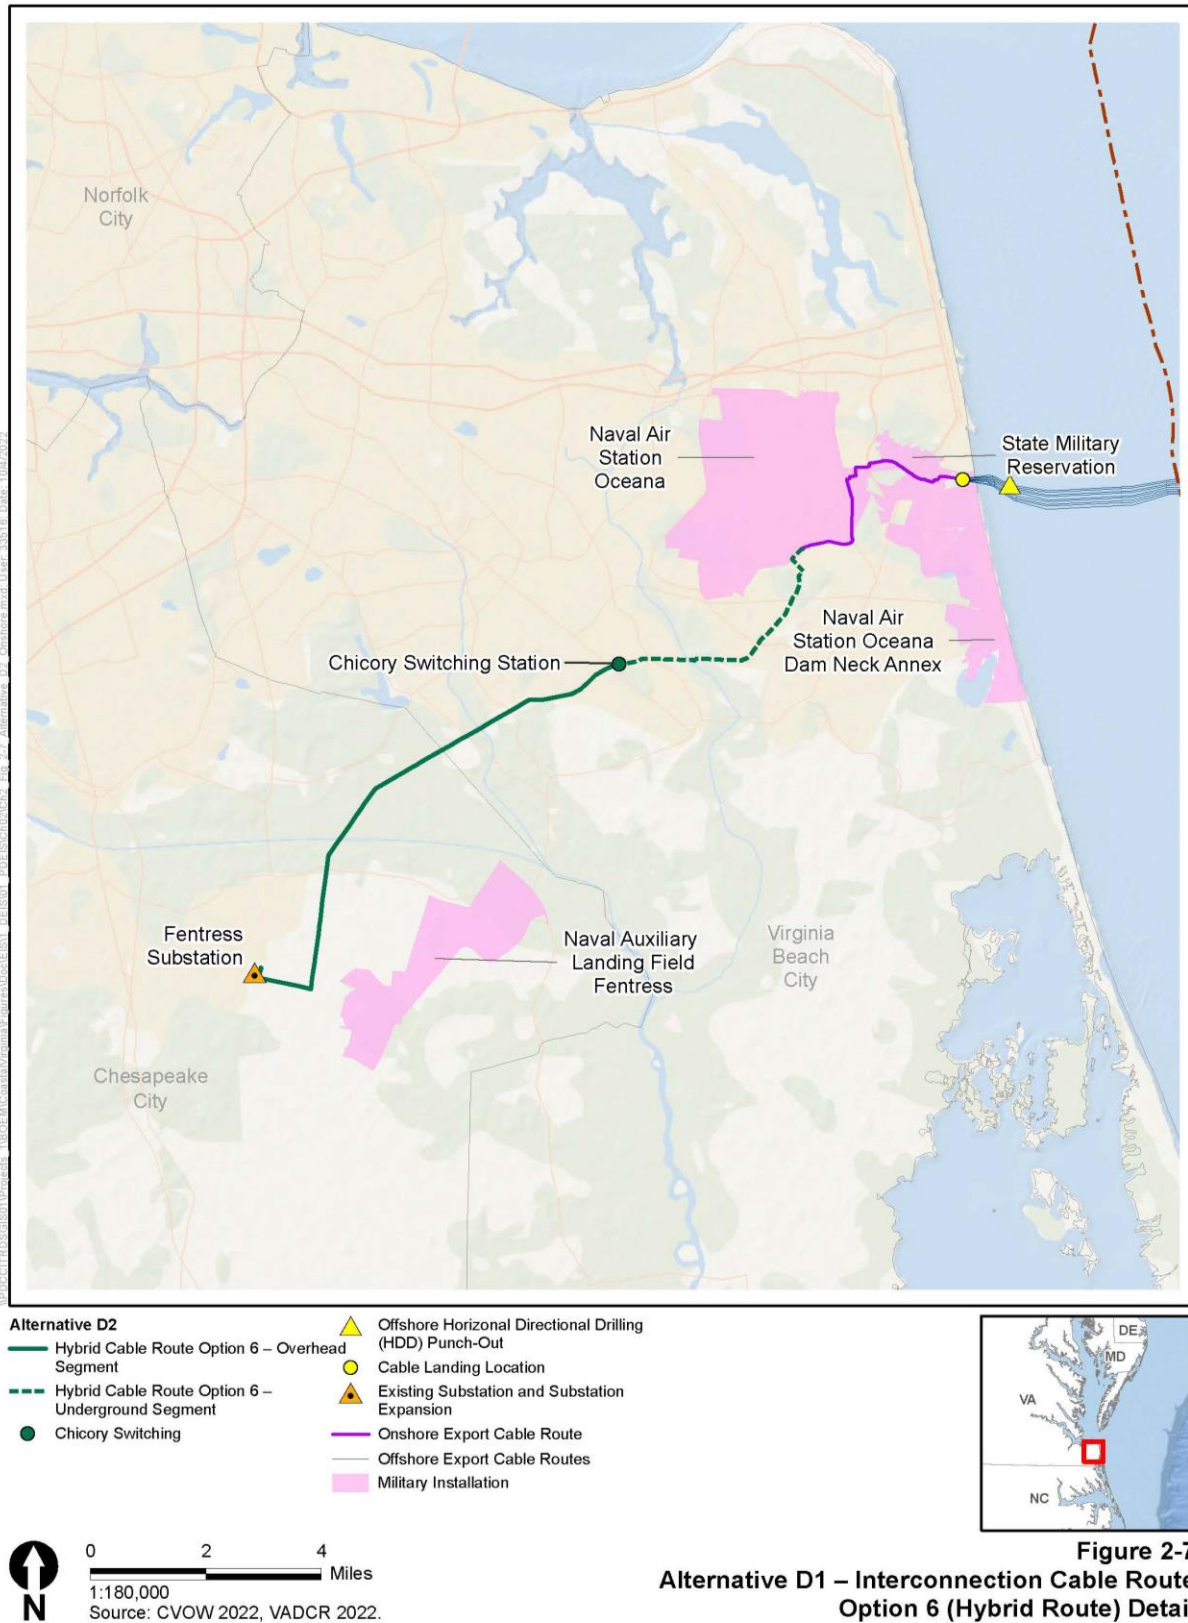 Norfolk
City
Naval Air
Station
Oceana
State Military
Reservation
Naval Air
Station Oceana
Dam Neck Annex
Chicory Switching Station
Fentress
Substation
Naval Auxiliary
Landing Field
Fentress
Virginia
Beach
City
Chesapeake
City
Alternative D2
Hybrid Cable Route Option 6 – Overhead
Segment
Hybrid Cable Route Option 6 –
Underground Segment
Chicory Switching
Offshore Horizonal Directional Drilling
(HDD) Punch-Out
Cable Landing Location
Existing Substation and Substation
Expansion
Onshore Export Cable Route
Offshore Export Cable Routes
Military Installation
DE
MD
VA
NC
N
0 2 4
Miles
1:180,000
Source: CVOW 2022, VADCR 2022.
Figure 2-7
Alternative D1 – Interconnection Cable Route
Option 6 (Hybrid Route) Detail